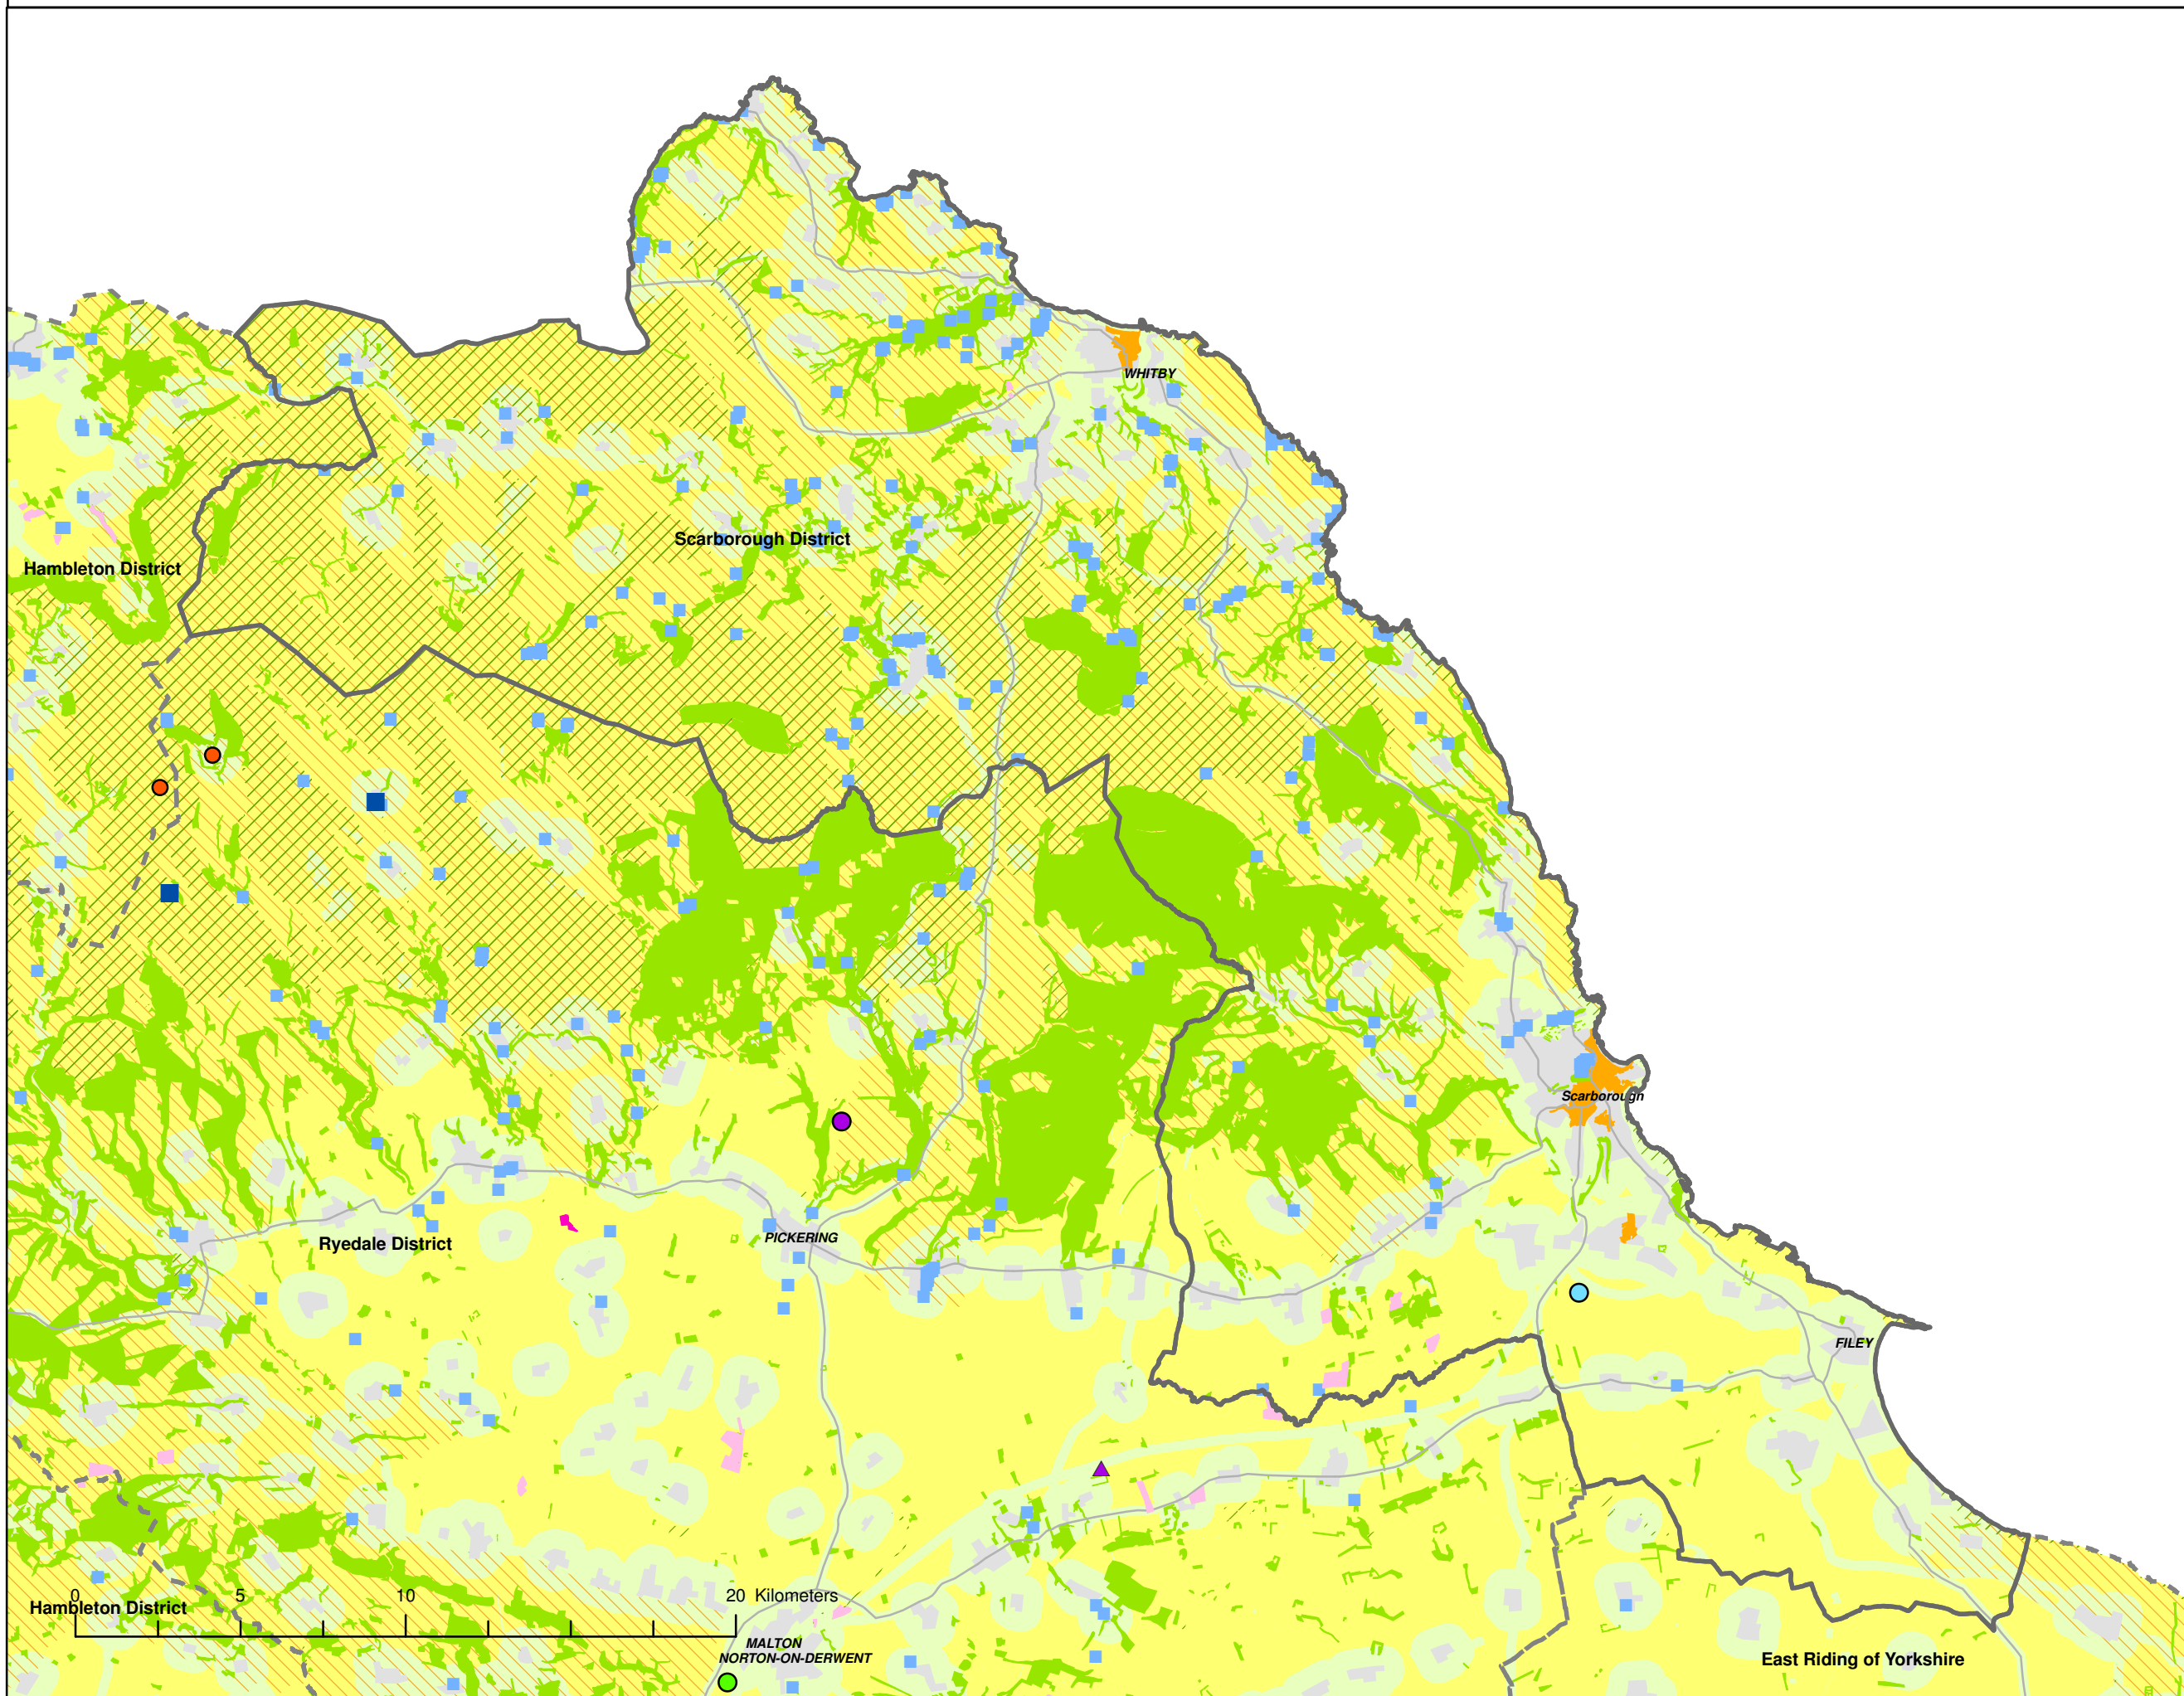 WHITBY
Scarborough District
Hambleton District
Scarborough
PICKERING
Ryedale District
FILEY
0 5 10 20 Kilometers
Hambleton District
MALTON
NORTON-ON-DERWENT
East Riding of Yorkshire